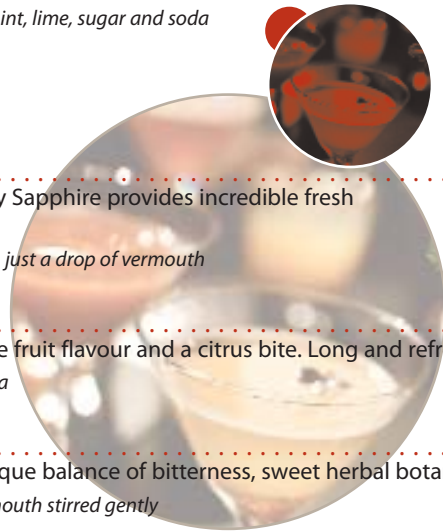 int, lime, sugar and soda
y Sapphire provides incredible fresh
just a drop of vermouth
e fruit flavour and a citrus bite. Long and refr
a
que balance of bitterness, sweet herbal bota
mouth stirred gently